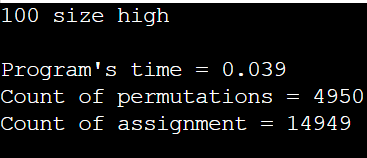 100 size high
Program's time = 0.039
Count of permutations = 4950
Count of assignment = 14949